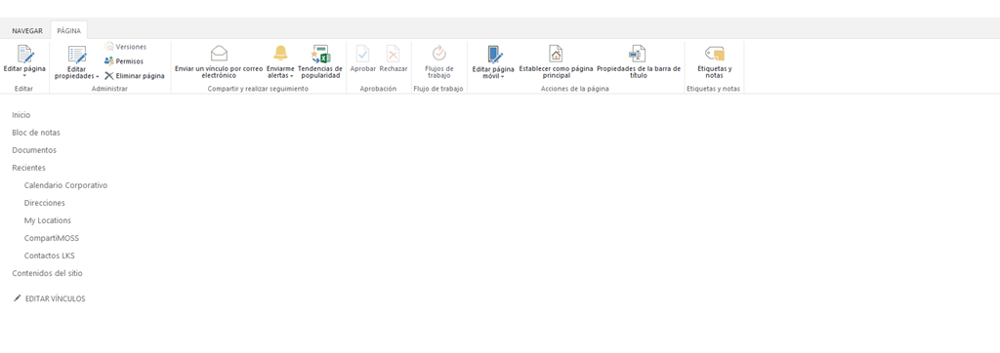 NAVEGAR PÁGINA
Editar página
Editar propiedades
Versiones
Permisos
Eliminar página
Enviar un vínculo por correo
electrónico
Enviarme
alertas
Tendencias de
popularidad
Aprobar Rechazar
Flujos de
trabajo
Editar página
móvil
Establecer como página
principal
Propiedades de la barra de
título
Etiquetas y
notas
Editar Administrar Compartir y realizar seguimiento Aprobación Flujo de trabajo Acciones de la página Etiquetas y notas
Inicio
Bloc de notas
Documentos
Recientes
Calendario Corporativo
Direcciones
My Locations
CompartiMOSS
Contactos LKS
Contenidos del sitio
EDITAR VÍNCULOS